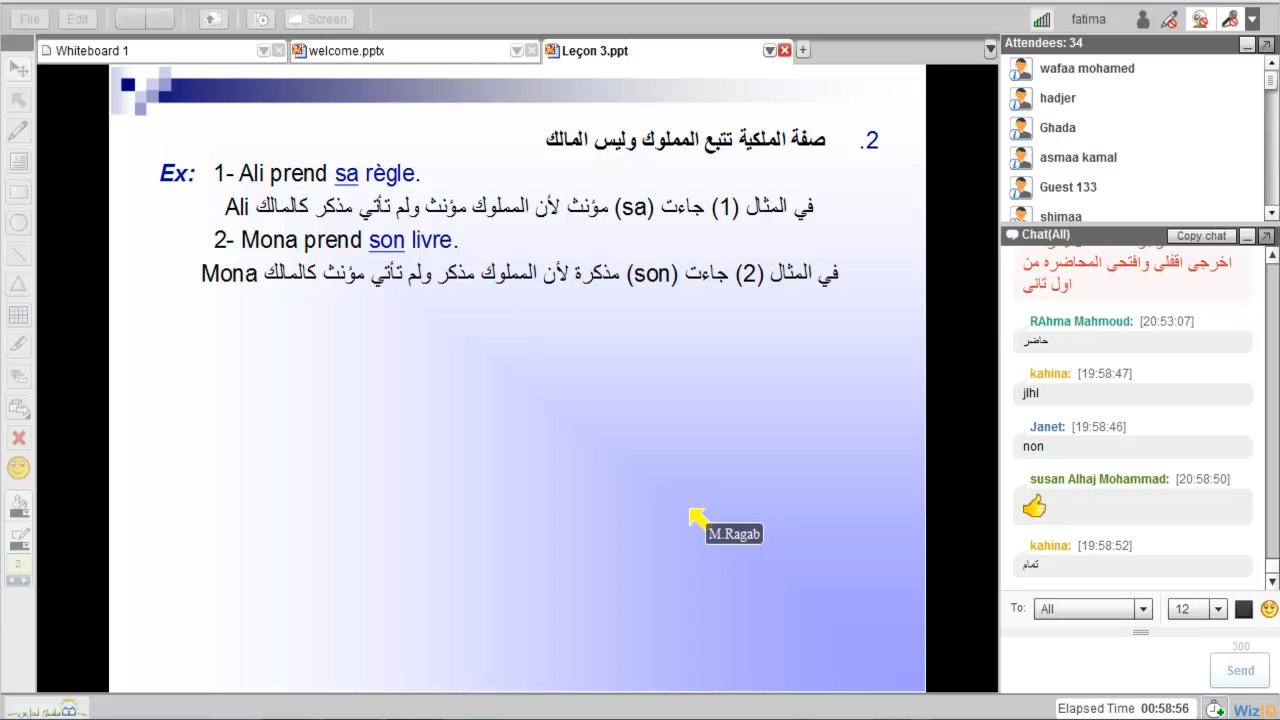 File
Edit
Screen
fatima
Whiteboard 1
welcome.pptx
Leçon 3.ppt
2. صفة الملكية تتبع المملوك وليس المالك
Ex: 1- Ali prend sa règle.
في المثال (1) جاءت (sa) مؤنث لأن المملوك مؤنث ولم تأتي مذكر كالمالك Ali
2- Mona prend son livre.
في المثال (2) جاءت (son) مذكرة لأن المملوك مذكر ولم تأتي مؤنث كالمالك Mona
M.Ragab
2
Attendees: 34
wafaa mohamed
hadjer
Ghada
asmaa kamal
Guest 133
shimaa
Chat(All)
Copy chat
اخرجى اقفلى وافتحى المحاضره من
اول تانى
RAhma Mahmoud: [20:53:07]
حاضر
kahina: [19:58:47]
jlhl
Janet: [19:58:46]
non
susan Alhaj Mohammad: [20:58:50]
kahina: [19:58:52]
تمام
To: All 12
300
Send
Elapsed Time 00:58:56
WizIQ